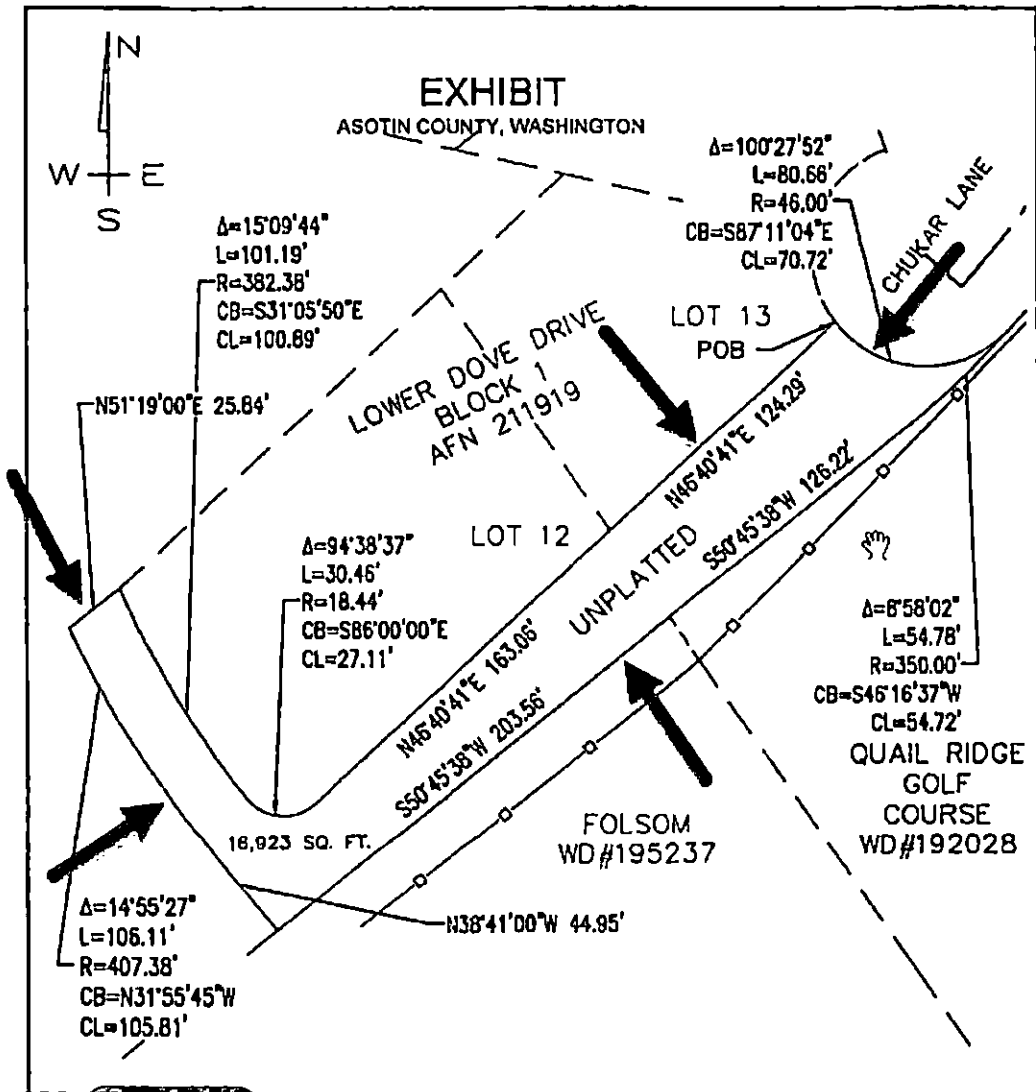 N
W E
S
EXHIBIT
ASOTIN COUNTY, WASHINGTON
Δ=100°27'52"
L=80.66'
R=46.00'
CB=S87°11'04"E
CL=70.72'
CHUKAR LANE
Δ=15°09'44"
L=101.19'
R=382.38'
CB=S31°05'50"E
CL=100.89'
LOT 13
POB
N51°19'00"E 25.84'
LOWER DOVE DRIVE
BLOCK 1
AFN 211919
N46°40'41"E 124.29'
S50°45'38"W 126.22'
LOT 12
UNPLATTED
Δ=94°38'37"
L=30.46'
R=18.44'
CB=S86°00'00"E
CL=27.11'
N46°40'41"E 163.06'
S50°45'38"W 203.56'
Δ=8°58'02"
L=54.78'
R=350.00'
CB=S46°16'37"W
CL=54.72'
QUAIL RIDGE
GOLF
COURSE
WD#192028
FOLSOM
WD#195237
16,923 SQ. FT.
N38°41'00"W 44.95'
Δ=14°55'27"
L=106.11'
R=407.38'
CB=N31°55'45"W
CL=105.81'